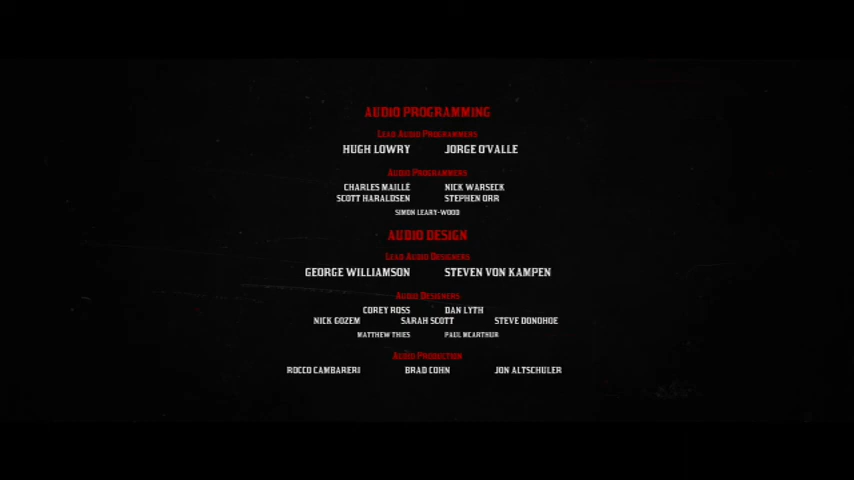 AUDIO PROGRAMMING
LEAD AUDIO PROGRAMMERS
HUGH LOWRY JORGE O'VALLE
AUDIO PROGRAMMERS
CHARLES MAILLÉ NICK WARSECK
SCOTT HARALDSEN STEPHEN ORR
SIMON LEARY-WOOD
AUDIO DESIGN
LEAD AUDIO DESIGNERS
GEORGE WILLIAMSON STEVEN VON KAMPEN
AUDIO DESIGNERS
COREY ROSS DAN LYTH
NICK GOZEM SARAH SCOTT STEVE DONOHOE
MATTHEW THIES PAUL MCARTHUR
AUDIO PRODUCTION
ROCCO CAMBARERI BRAD COHN JON ALTSCHULER